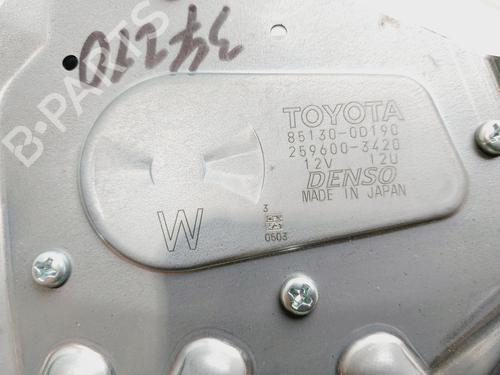 B-PARTS
TOYOTA
85130-0D190
259600-3420
12V 12U
DENSO
MADE IN JAPAN
W
3
0503